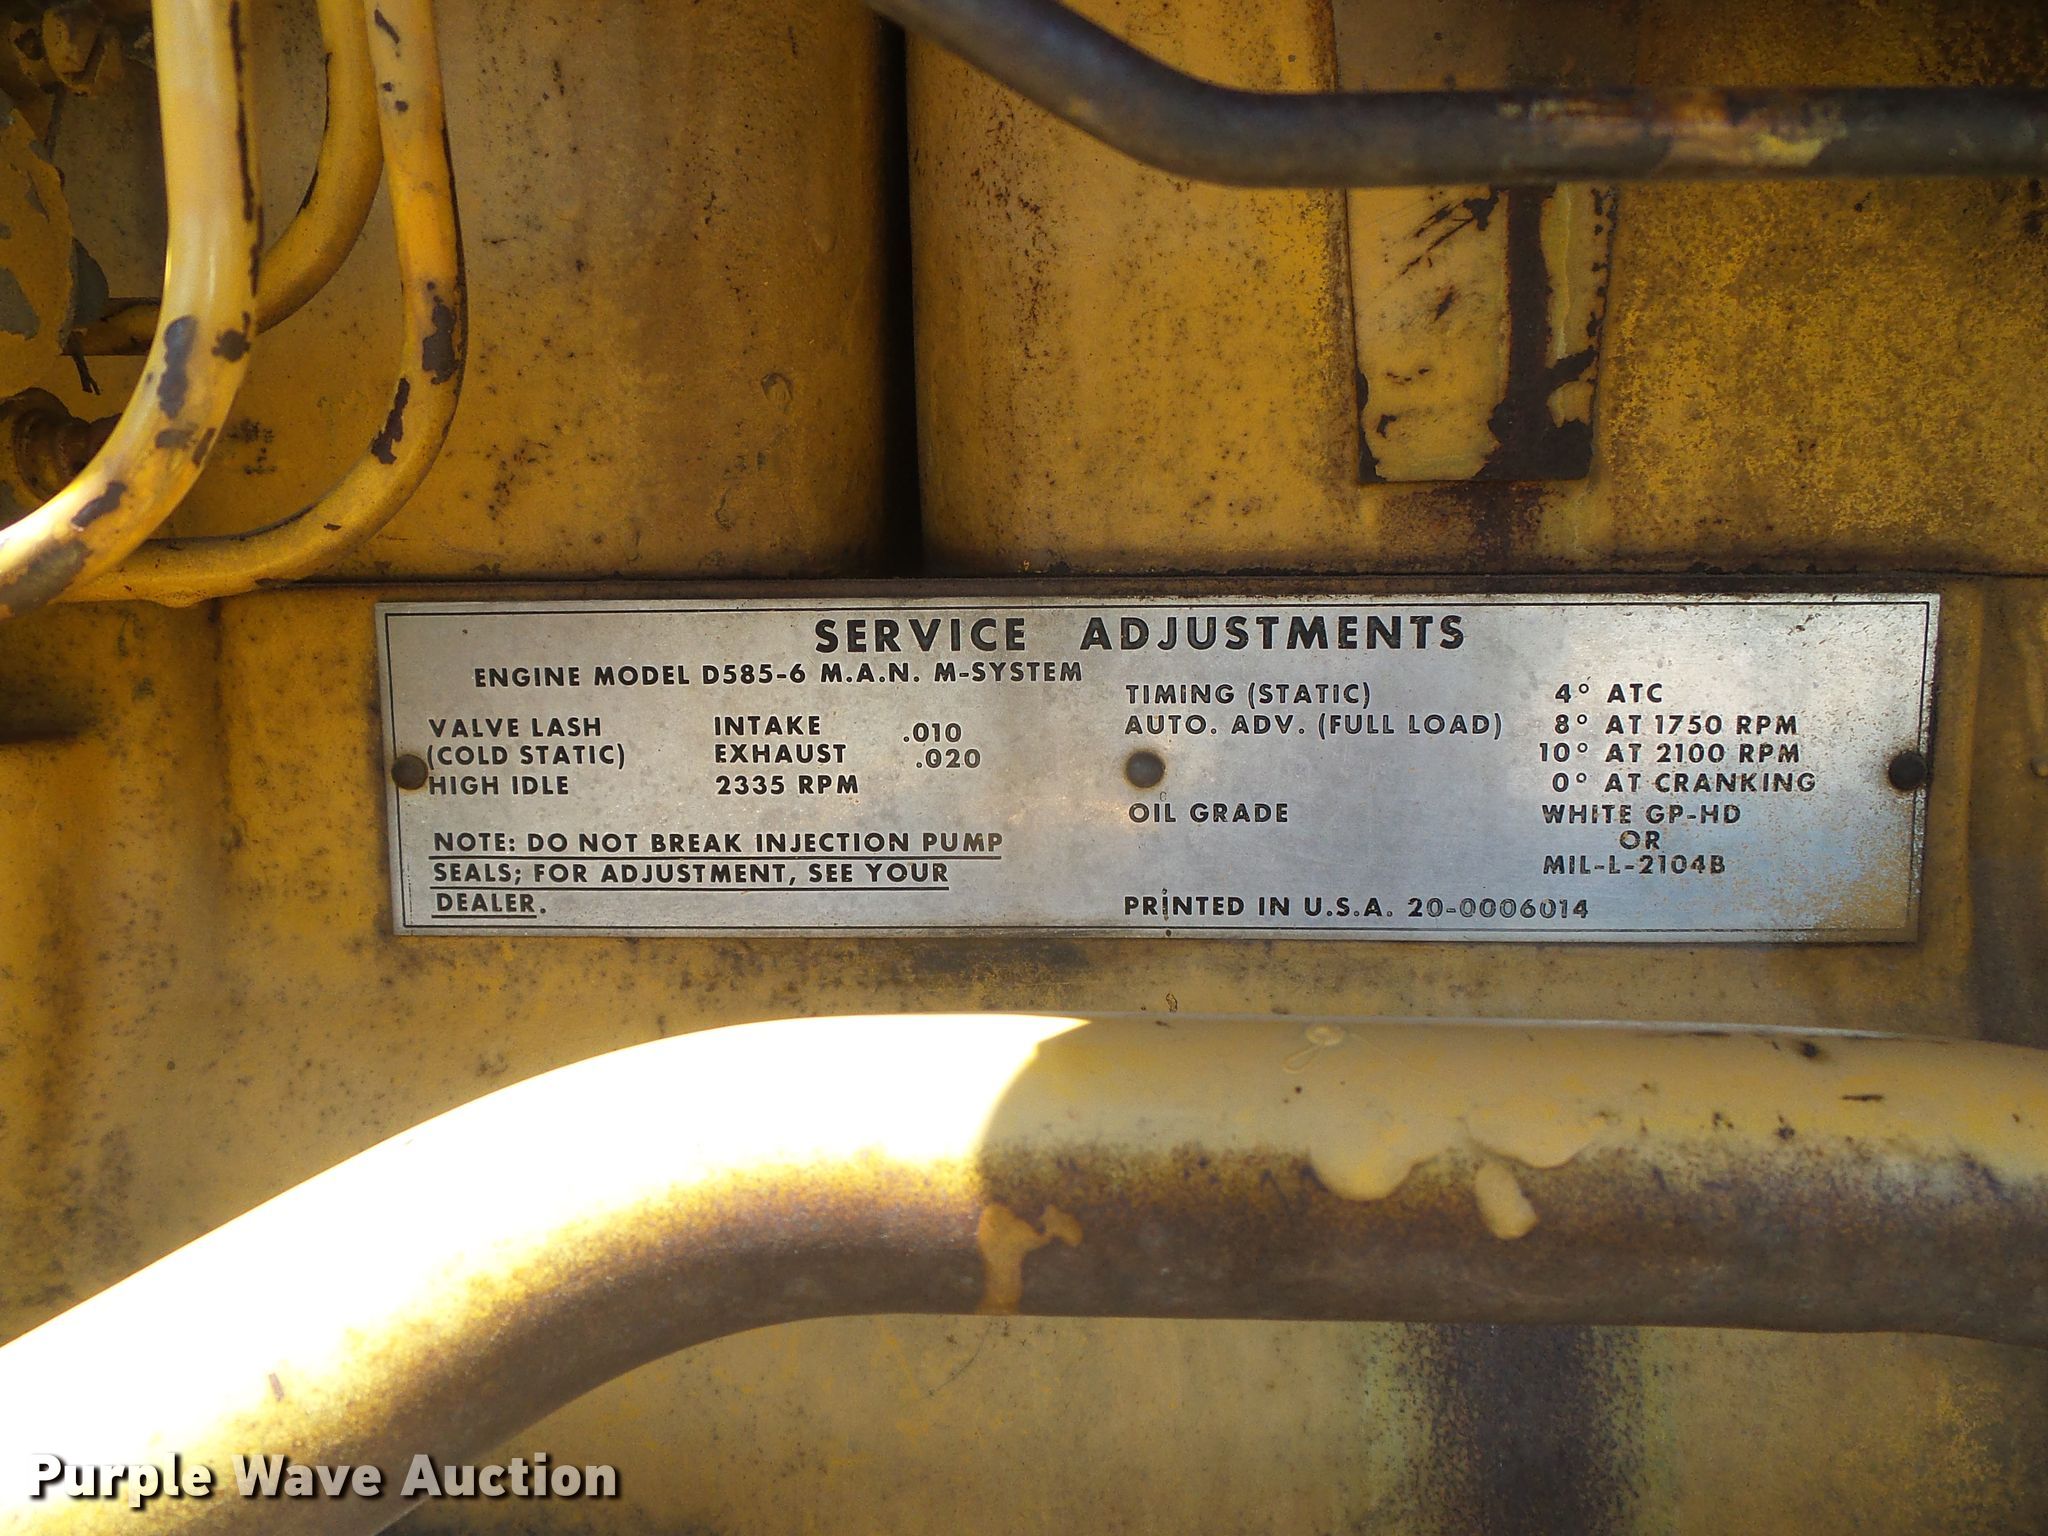 SERVICE ADJUSTMENTS
ENGINE MODEL D585-6 M.A.N. M-SYSTEM
VALVE LASH INTAKE .010
(COLD STATIC) EXHAUST .020
HIGH IDLE 2335 RPM
NOTE: DO NOT BREAK INJECTION PUMP
SEALS; FOR ADJUSTMENT, SEE YOUR
DEALER.
TIMING (STATIC) 4° ATC
AUTO. ADV. (FULL LOAD) 8° AT 1750 RPM
10° AT 2100 RPM
0° AT CRANKING
OIL GRADE WHITE GP-HD
OR
MIL-L-2104B
PRINTED IN U.S.A. 20-0006014
Purple Wave Auction